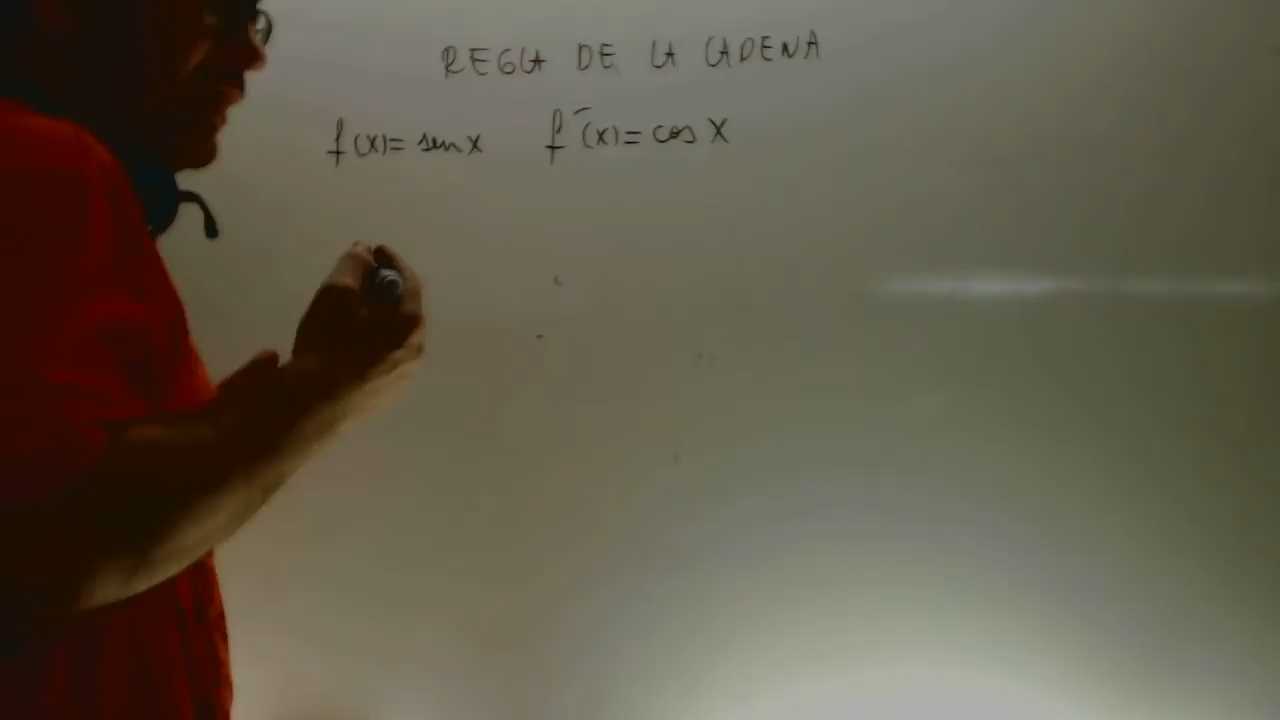 REGLA DE LA CADENA
f(x)= sen x f´(x)= cos x